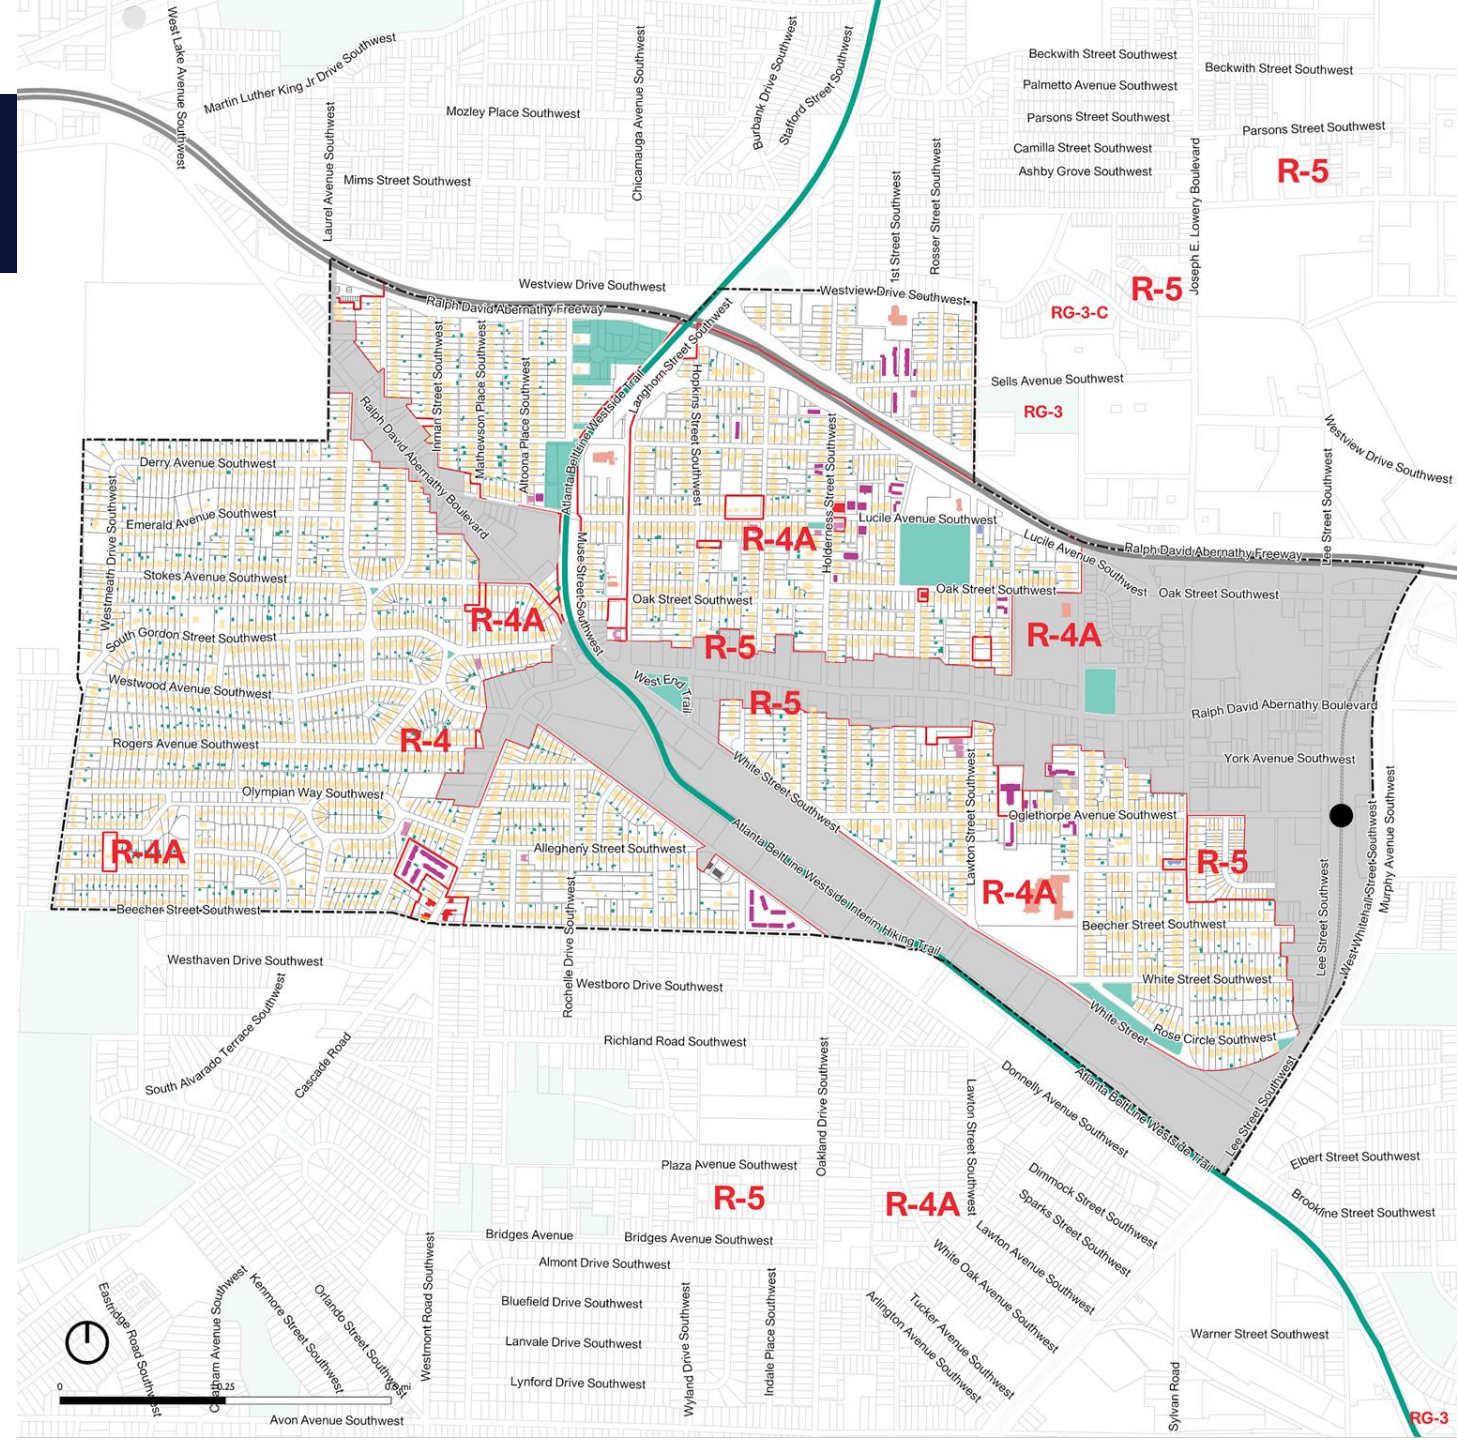 West Lake Avenue Southwest
Martin Luther King Jr Drive Southwest
Laurel Avenue Southwest
Mozley Place Southwest
Mims Street Southwest
Chicamauga Avenue Southwest
Burbank Drive Southwest
Stafford Street Southwest
1st Street Southwest
Rosser Street Southwest
Beckwith Street Southwest
Beckwith Street Southwest
Palmetto Avenue Southwest
Parsons Street Southwest
Parsons Street Southwest
Camilla Street Southwest
Ashby Grove Southwest
Joseph E. Lowery Boulevard
R-5
R-5
RG-3-C
Westview Drive Southwest
Westview Drive Southwest
Ralph David Abernathy Freeway
Sells Avenue Southwest
RG-3
Westview Drive Southwest
Lee Street Southwest
Inman Street Southwest
Mathewson Place Southwest
Altoona Place Southwest
Ralph David Abernathy Boulevard
Atlanta BeltLine Westside Trail
Langhorn Street Southwest
Hopkins Street Southwest
Holderness Street Southwest
Derry Avenue Southwest
Westmeath Drive Southwest
Emerald Avenue Southwest
Stokes Avenue Southwest
South Gordon Street Southwest
Westwood Avenue Southwest
Rogers Avenue Southwest
Olympian Way Southwest
R-4A
Lucile Avenue Southwest
Lucile Avenue Southwest
Ralph David Abernathy Freeway
Muse Street Southwest
Oak Street Southwest
Oak Street Southwest
Oak Street Southwest
R-4A
R-5
R-4A
West End Trail
R-5
R-4
Ralph David Abernathy Boulevard
York Avenue Southwest
White Street Southwest
Lawton Street Southwest
Oglethorpe Avenue Southwest
Murphy Avenue Southwest
West Whitehall Street Southwest
Lee Street Southwest
R-4A
Allegheny Street Southwest
Atlanta BeltLine Westside Interim Hiking Trail
R-4A
R-5
Beecher Street Southwest
Beecher Street Southwest
Rochelle Drive Southwest
White Street Southwest
White Street
Rose Circle Southwest
Westhaven Drive Southwest
Westboro Drive Southwest
South Alvarado Terrace Southwest
Cascade Road
Richland Road Southwest
Oakland Drive Southwest
Lawton Street Southwest
Donnelly Avenue Southwest
Atlanta BeltLine Westside Trail
Lee Street Southwest
Plaza Avenue Southwest
R-5
R-4A
Dimmock Street Southwest
Sparks Street Southwest
Lawton Avenue Southwest
White Oak Avenue Southwest
Tucker Avenue Southwest
Arlington Avenue Southwest
Elbert Street Southwest
Brookline Street Southwest
Bridges Avenue
Bridges Avenue Southwest
Almont Drive Southwest
Bluefield Drive Southwest
Lanvale Drive Southwest
Lynford Drive Southwest
Westmont Road Southwest
Wyland Drive Southwest
Indale Place Southwest
Eastridge Road Southwest
Avenue Southwest
Kenmore Street Southwest
Orlando Street Southwest
Warner Street Southwest
Sylvan Road
0
0.25
mi
Avon Avenue Southwest
RG-3